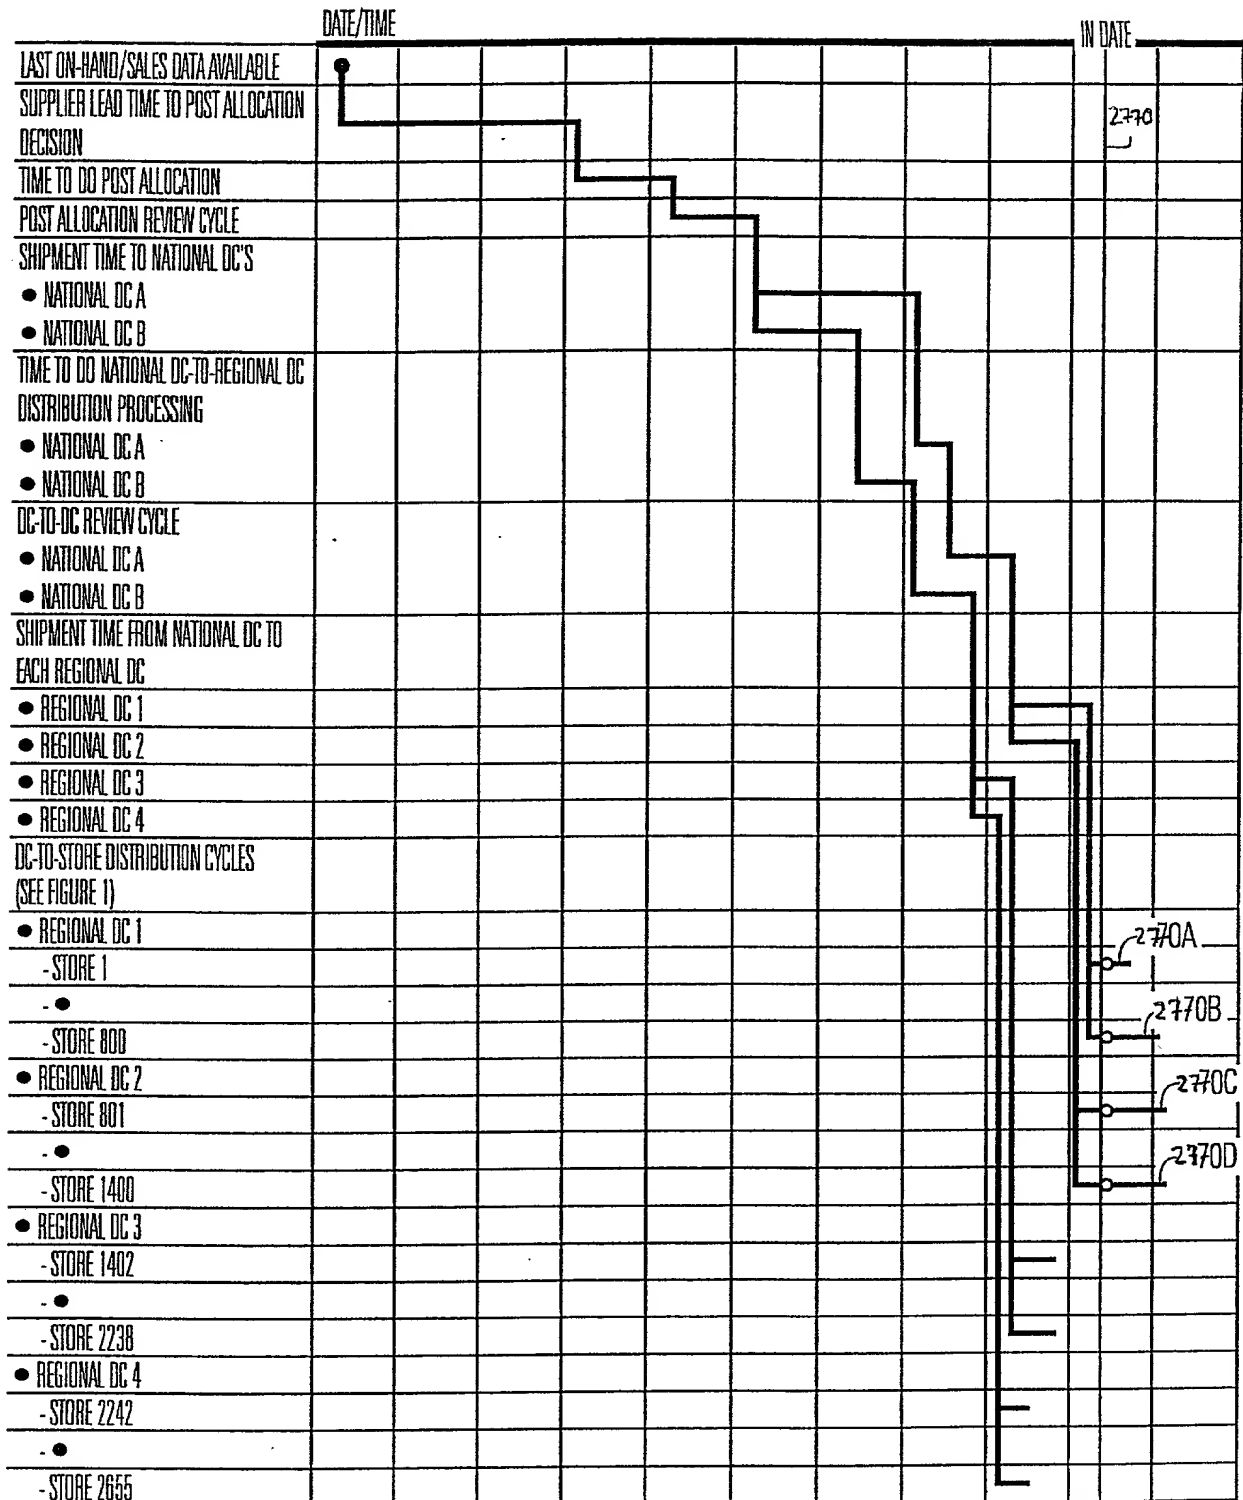 DATE/TIME
IN DATE
LAST ON-HAND/SALES DATA AVAILABLE
SUPPLIER LEAD TIME TO POST ALLOCATION
DECISION
2770
TIME TO DO POST ALLOCATION
POST ALLOCATION REVIEW CYCLE
SHIPMENT TIME TO NATIONAL DC'S
● NATIONAL DC A
● NATIONAL DC B
TIME TO DO NATIONAL DC-TO-REGIONAL DC
DISTRIBUTION PROCESSING
● NATIONAL DC A
● NATIONAL DC B
DC-TO-DC REVIEW CYCLE
● NATIONAL DC A
● NATIONAL DC B
SHIPMENT TIME FROM NATIONAL DC TO
EACH REGIONAL DC
● REGIONAL DC 1
● REGIONAL DC 2
● REGIONAL DC 3
● REGIONAL DC 4
DC-TO-STORE DISTRIBUTION CYCLES
(SEE FIGURE 1)
● REGIONAL DC 1
2770A
- STORE 1
- ●
2770B
- STORE 800
● REGIONAL DC 2
2770C
- STORE 801
- ●
2770D
- STORE 1400
● REGIONAL DC 3
- STORE 1402
- ●
- STORE 2238
● REGIONAL DC 4
- STORE 2242
- ●
- STORE 2655